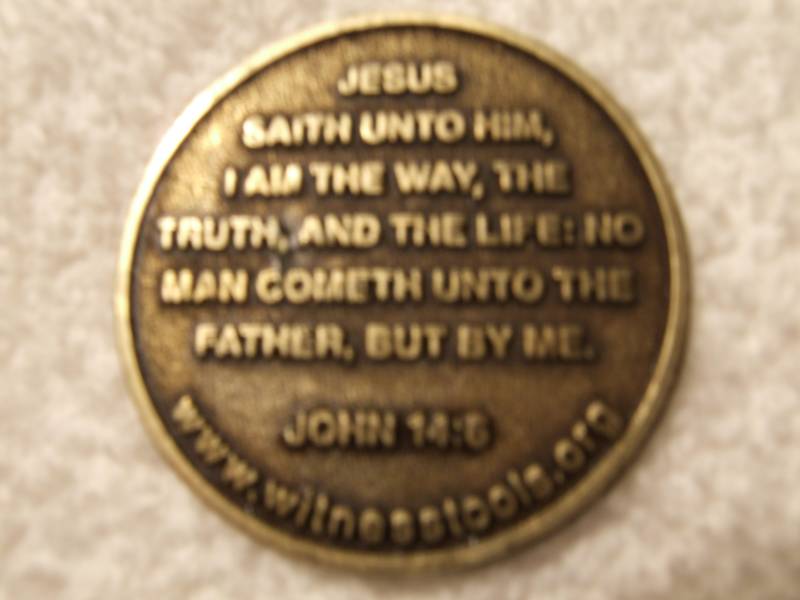 JESUS
SAITH UNTO HIM,
I AM THE WAY, THE
TRUTH, AND THE LIFE: NO
MAN COMETH UNTO THE
FATHER, BUT BY ME.
JOHN 14:6
www.witnesstools.org